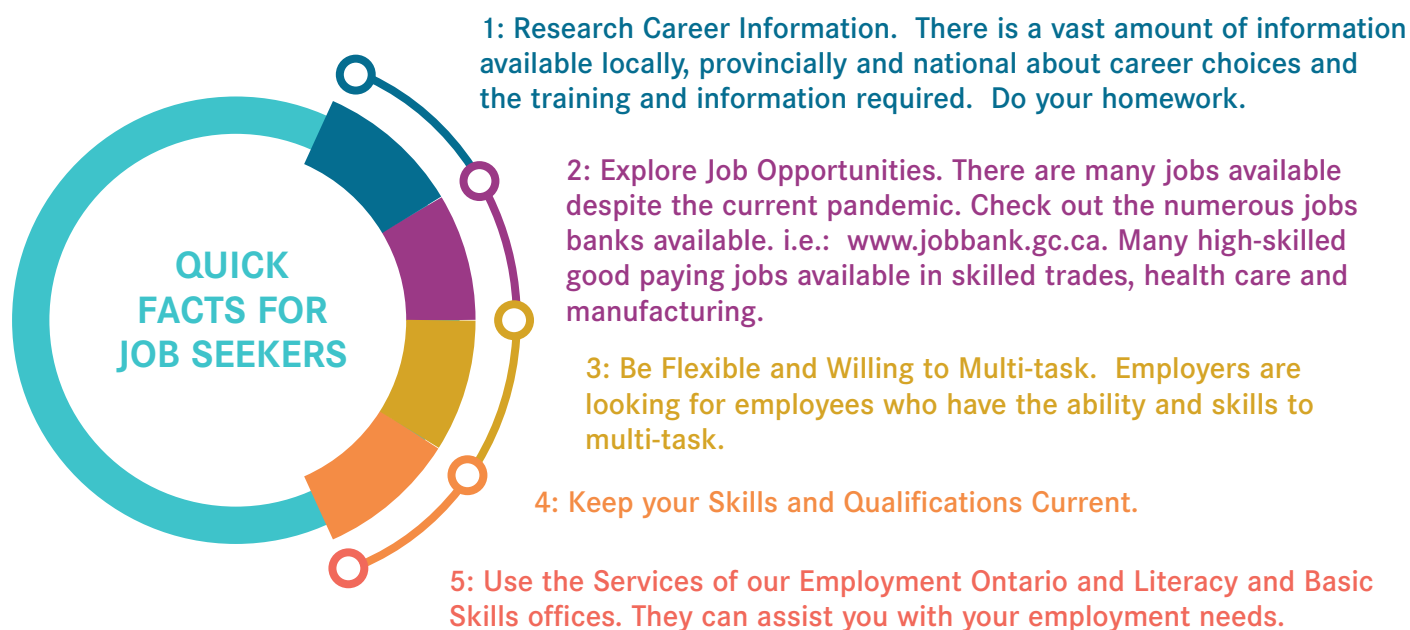 QUICK
FACTS FOR
JOB SEEKERS
1: Research Career Information.  There is a vast amount of information
available locally, provincially and national about career choices and
the training and information required.  Do your homework.
2: Explore Job Opportunities. There are many jobs available
despite the current pandemic. Check out the numerous jobs
banks available. i.e.:  www.jobbank.gc.ca. Many high-skilled
good paying jobs available in skilled trades, health care and
manufacturing.
3: Be Flexible and Willing to Multi-task.  Employers are
looking for employees who have the ability and skills to
multi-task.
4: Keep your Skills and Qualifications Current.
5: Use the Services of our Employment Ontario and Literacy and Basic
Skills offices. They can assist you with your employment needs.